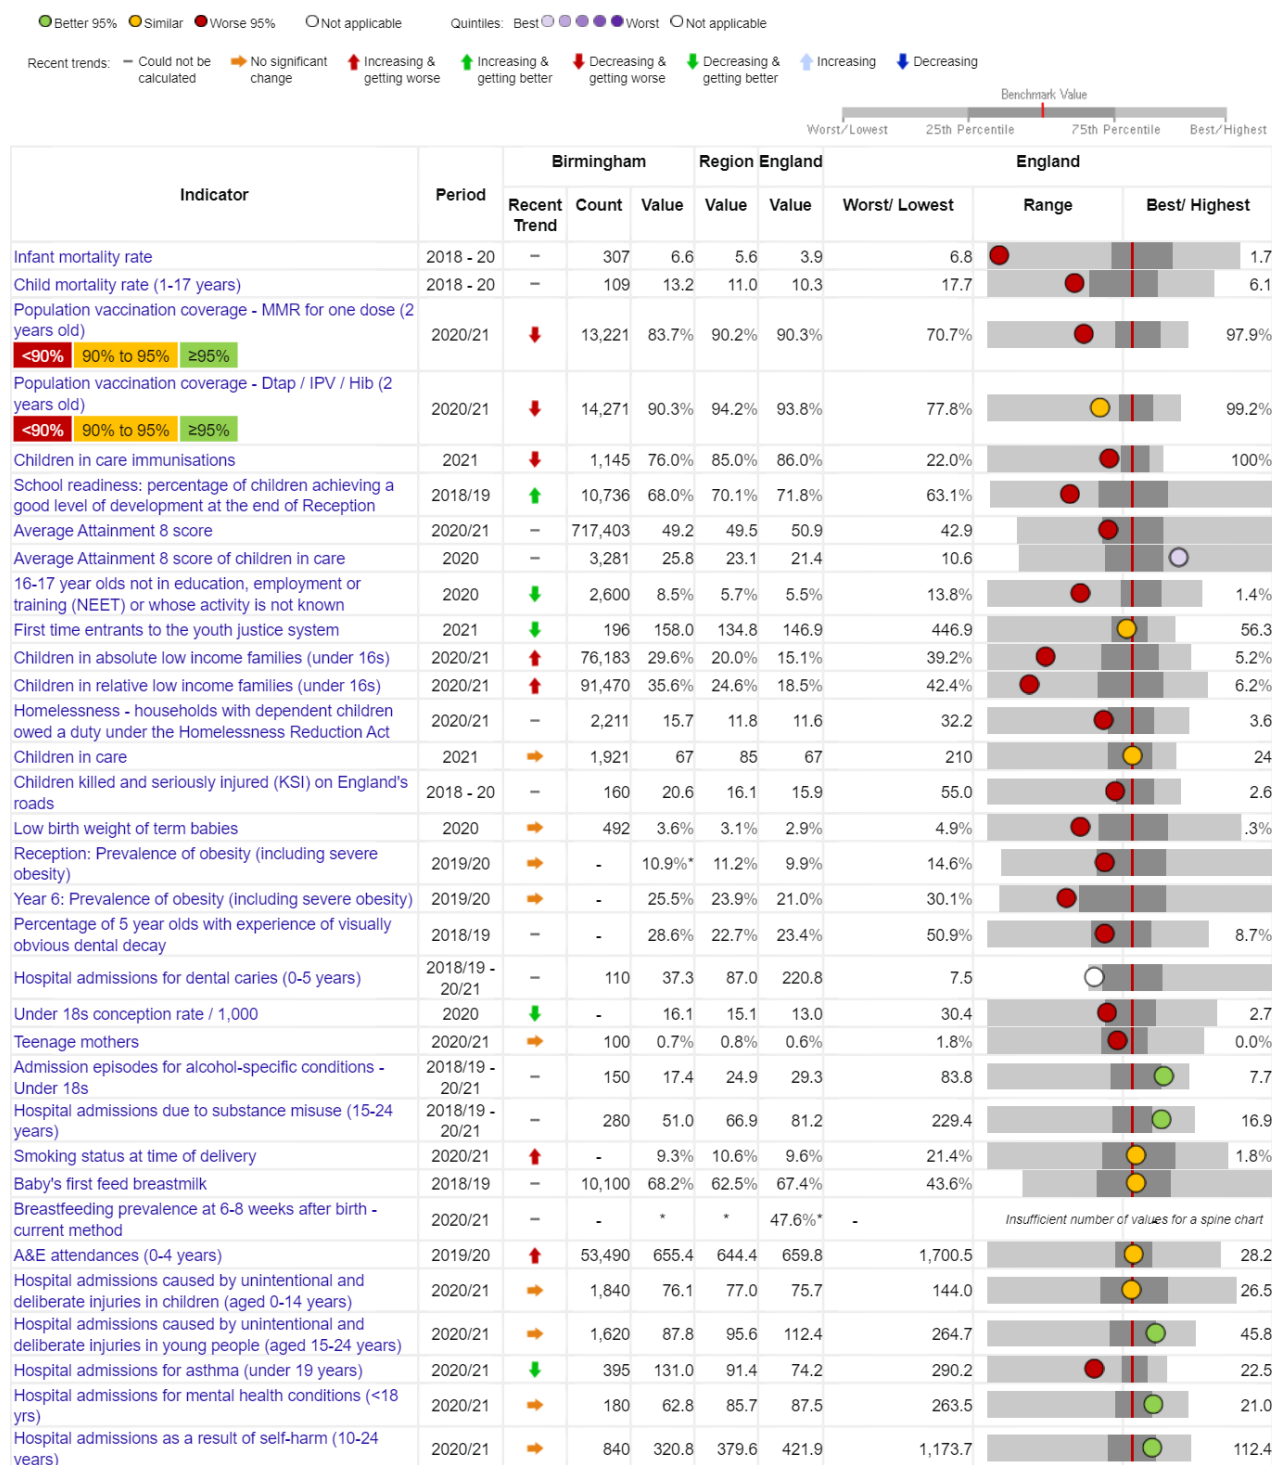 Better 95% Similar Worse 95% Not applicable Quintiles: Best Worst Not applicable
Recent trends: – Could not be calculated No significant change Increasing & getting worse Increasing & getting better Decreasing & getting worse Decreasing & getting better Increasing Decreasing
Benchmark Value
Worst/Lowest 25th Percentile 75th Percentile Best/Highest
Birmingham Region England England
Indicator Period Recent Trend Count Value Value Value Worst/ Lowest Range Best/ Highest
Infant mortality rate 2018 - 20 – 307 6.6 5.6 3.9 6.8 1.7
Child mortality rate (1-17 years) 2018 - 20 – 109 13.2 11.0 10.3 17.7 6.1
Population vaccination coverage - MMR for one dose (2
years old) 2020/21 13,221 83.7% 90.2% 90.3% 70.7% 97.9%
<90% 90% to 95% ≥95%
Population vaccination coverage - Dtap / IPV / Hib (2
years old) 2020/21 14,271 90.3% 94.2% 93.8% 77.8% 99.2%
<90% 90% to 95% ≥95%
Children in care immunisations 2021 1,145 76.0% 85.0% 86.0% 22.0% 100%
School readiness: percentage of children achieving a
good level of development at the end of Reception 2018/19 10,736 68.0% 70.1% 71.8% 63.1%
Average Attainment 8 score 2020/21 – 717,403 49.2 49.5 50.9 42.9
Average Attainment 8 score of children in care 2020 – 3,281 25.8 23.1 21.4 10.6
16-17 year olds not in education, employment or
training (NEET) or whose activity is not known 2020 2,600 8.5% 5.7% 5.5% 13.8% 1.4%
First time entrants to the youth justice system 2021 196 158.0 134.8 146.9 446.9 56.3
Children in absolute low income families (under 16s) 2020/21 76,183 29.6% 20.0% 15.1% 39.2% 5.2%
Children in relative low income families (under 16s) 2020/21 91,470 35.6% 24.6% 18.5% 42.4% 6.2%
Homelessness - households with dependent children
owed a duty under the Homelessness Reduction Act 2020/21 – 2,211 15.7 11.8 11.6 32.2 3.6
Children in care 2021 1,921 67 85 67 210 24
Children killed and seriously injured (KSI) on England's
roads 2018 - 20 – 160 20.6 16.1 15.9 55.0 2.6
Low birth weight of term babies 2020 492 3.6% 3.1% 2.9% 4.9% .3%
Reception: Prevalence of obesity (including severe
obesity) 2019/20 - 10.9%* 11.2% 9.9% 14.6%
Year 6: Prevalence of obesity (including severe obesity) 2019/20 - 25.5% 23.9% 21.0% 30.1%
Percentage of 5 year olds with experience of visually
obvious dental decay 2018/19 – - 28.6% 22.7% 23.4% 50.9% 8.7%
Hospital admissions for dental caries (0-5 years) 2018/19 - 20/21 – 110 37.3 87.0 220.8 7.5
Under 18s conception rate / 1,000 2020 - 16.1 15.1 13.0 30.4 2.7
Teenage mothers 2020/21 100 0.7% 0.8% 0.6% 1.8% 0.0%
Admission episodes for alcohol-specific conditions -
Under 18s 2018/19 - 20/21 – 150 17.4 24.9 29.3 83.8 7.7
Hospital admissions due to substance misuse (15-24
years) 2018/19 - 20/21 – 280 51.0 66.9 81.2 229.4 16.9
Smoking status at time of delivery 2020/21 - 9.3% 10.6% 9.6% 21.4% 1.8%
Baby's first feed breastmilk 2018/19 – 10,100 68.2% 62.5% 67.4% 43.6%
Breastfeeding prevalence at 6-8 weeks after birth -
current method 2020/21 – - * * 47.6%* - Insufficient number of values for a spine chart -
A&E attendances (0-4 years) 2019/20 53,490 655.4 644.4 659.8 1,700.5 28.2
Hospital admissions caused by unintentional and
deliberate injuries in children (aged 0-14 years) 2020/21 1,840 76.1 77.0 75.7 144.0 26.5
Hospital admissions caused by unintentional and
deliberate injuries in young people (aged 15-24 years) 2020/21 1,620 87.8 95.6 112.4 264.7 45.8
Hospital admissions for asthma (under 19 years) 2020/21 395 131.0 91.4 74.2 290.2 22.5
Hospital admissions for mental health conditions (<18
yrs) 2020/21 180 62.8 85.7 87.5 263.5 21.0
Hospital admissions as a result of self-harm (10-24
years) 2020/21 840 320.8 379.6 421.9 1,173.7 112.4